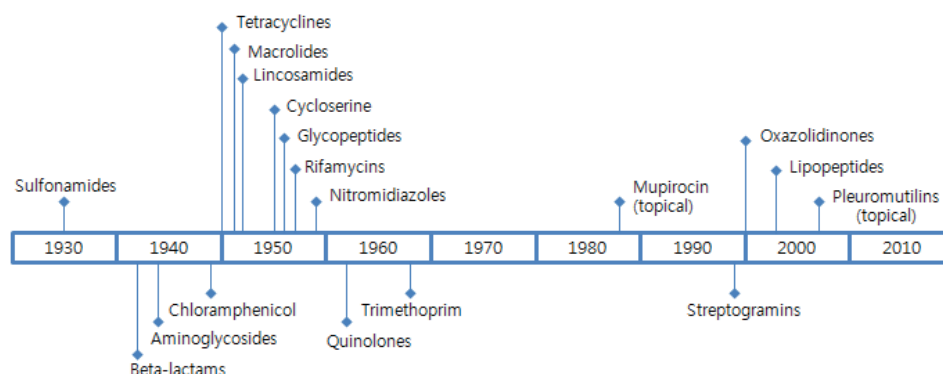 Tetracyclines
Macrolides
Lincosamides
Cycloserine
Glycopeptides
Oxazolidinones
Rifamycins
Lipopeptides
Sulfonamides
Nitromidiazoles
Mupirocin
(topical)
Pleuromutilins
(topical)
1930 1940 1950 1960 1970 1980 1990 2000 2010
Chloramphenicol
Trimethoprim
Streptogramins
Aminoglycosides
Quinolones
Beta-lactams